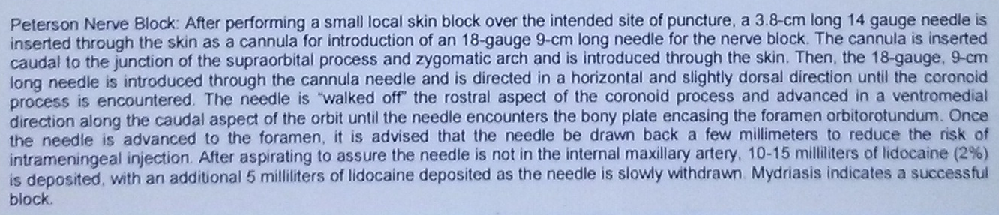 Peterson Nerve Block: After performing a small local skin block over the intended site of puncture, a 3.8-cm long 14 gauge needle is
inserted through the skin as a cannula for introduction of an 18-gauge 9-cm long needle for the nerve block. The cannula is inserted
caudal to the junction of the supraorbital process and zygomatic arch and is introduced through the skin. Then, the 18-gauge, 9-cm
long needle is introduced through the cannula needle and is directed in a horizontal and slightly dorsal direction until the coronoid
process is encountered. The needle is “walked off” the rostral aspect of the coronoid process and advanced in a ventromedial
direction along the caudal aspect of the orbit until the needle encounters the bony plate encasing the foramen orbitorotundum. Once
the needle is advanced to the foramen, it is advised that the needle be drawn back a few millimeters to reduce the risk of
intrameningeal injection. After aspirating to assure the needle is not in the internal maxillary artery, 10-15 milliliters of lidocaine (2%)
is deposited, with an additional 5 milliliters of lidocaine deposited as the needle is slowly withdrawn. Mydriasis indicates a successful
block.